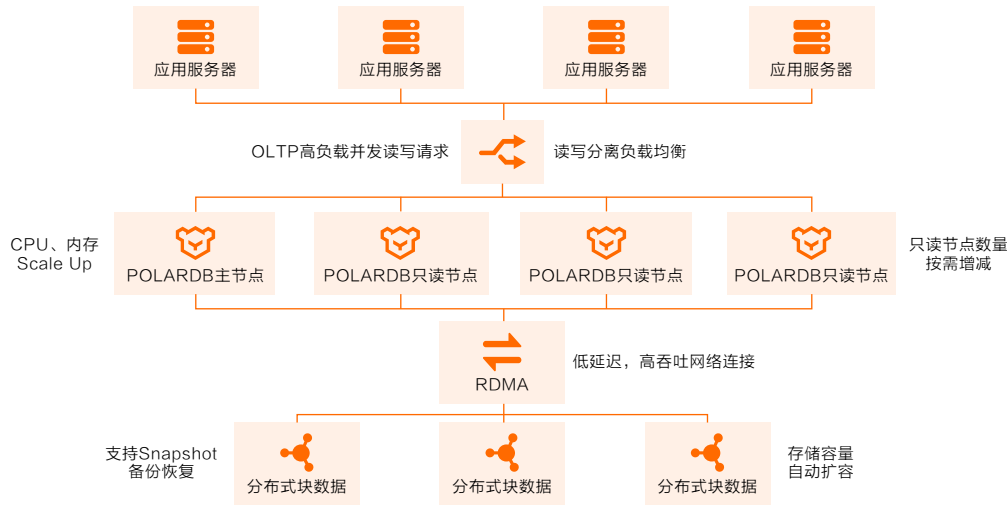 应用服务器
应用服务器
应用服务器
应用服务器
OLTP高负载并发读写请求
读写分离负载均衡
CPU、内存
Scale Up
POLARDB主节点
POLARDB只读节点
POLARDB只读节点
POLARDB只读节点
只读节点数量
按需增减
RDMA
低延迟，高吞吐网络连接
支持Snapshot
备份恢复
分布式块数据
分布式块数据
分布式块数据
存储容量
自动扩容